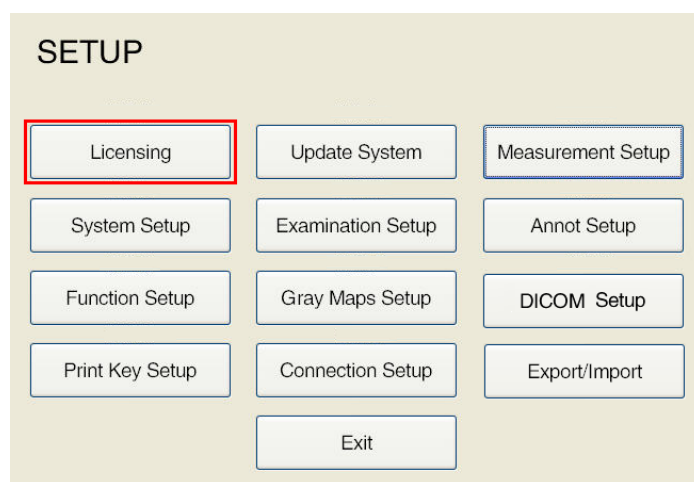 SETUP
Licensing
Update System
Measurement Setup
System Setup
Examination Setup
Annot Setup
Function Setup
Gray Maps Setup
DICOM Setup
Print Key Setup
Connection Setup
Export/Import
Exit